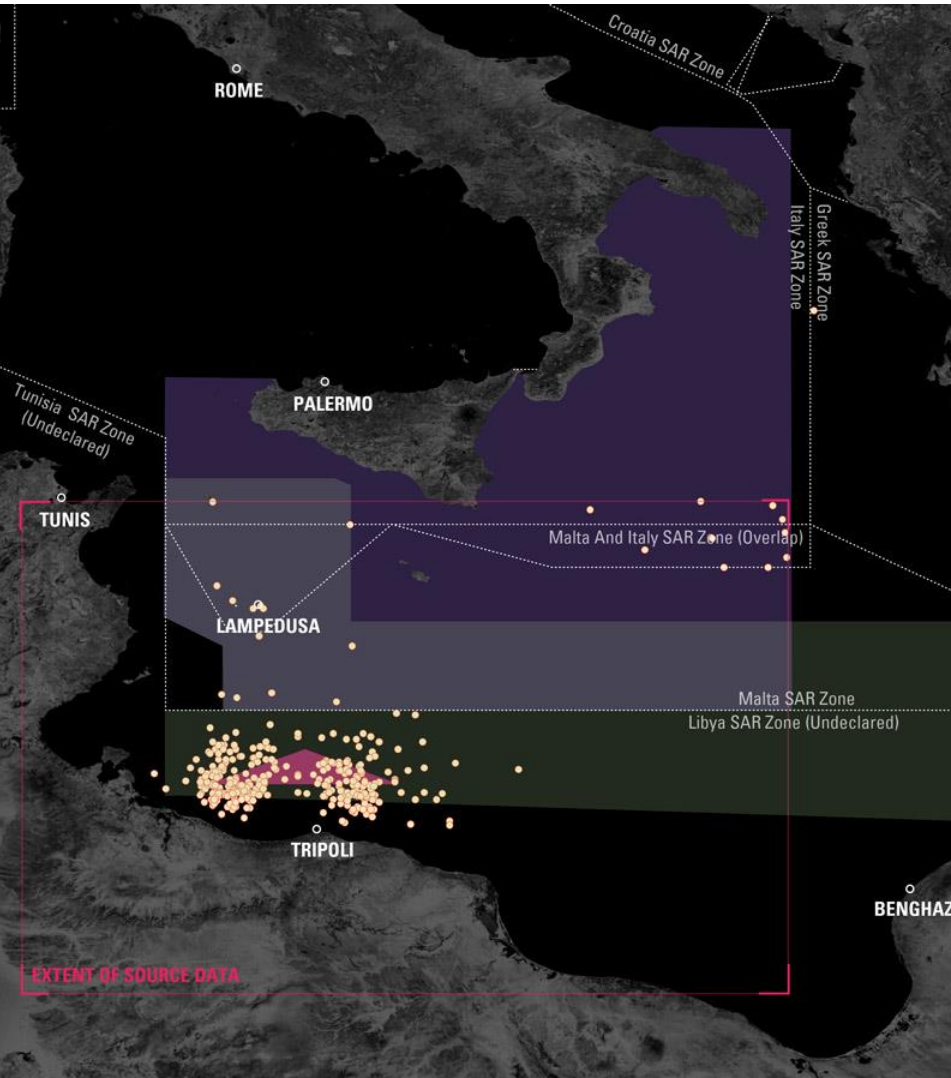 Croatia SAR Zone
ROME
Italy SAR Zone
Greek SAR Zone
Tunisia SAR Zone
(Undeclared)
PALERMO
TUNIS
Malta And Italy SAR Zone (Overlap)
LAMPEDUSA
Malta SAR Zone
Libya SAR Zone (Undeclared)
TRIPOLI
BENGHAZ
EXTENT OF SOURCE DATA